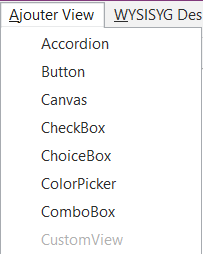 Ajouter View WYSISYG Des
Accordion
Button
Canvas
CheckBox
ChoiceBox
ColorPicker
ComboBox
CustomView